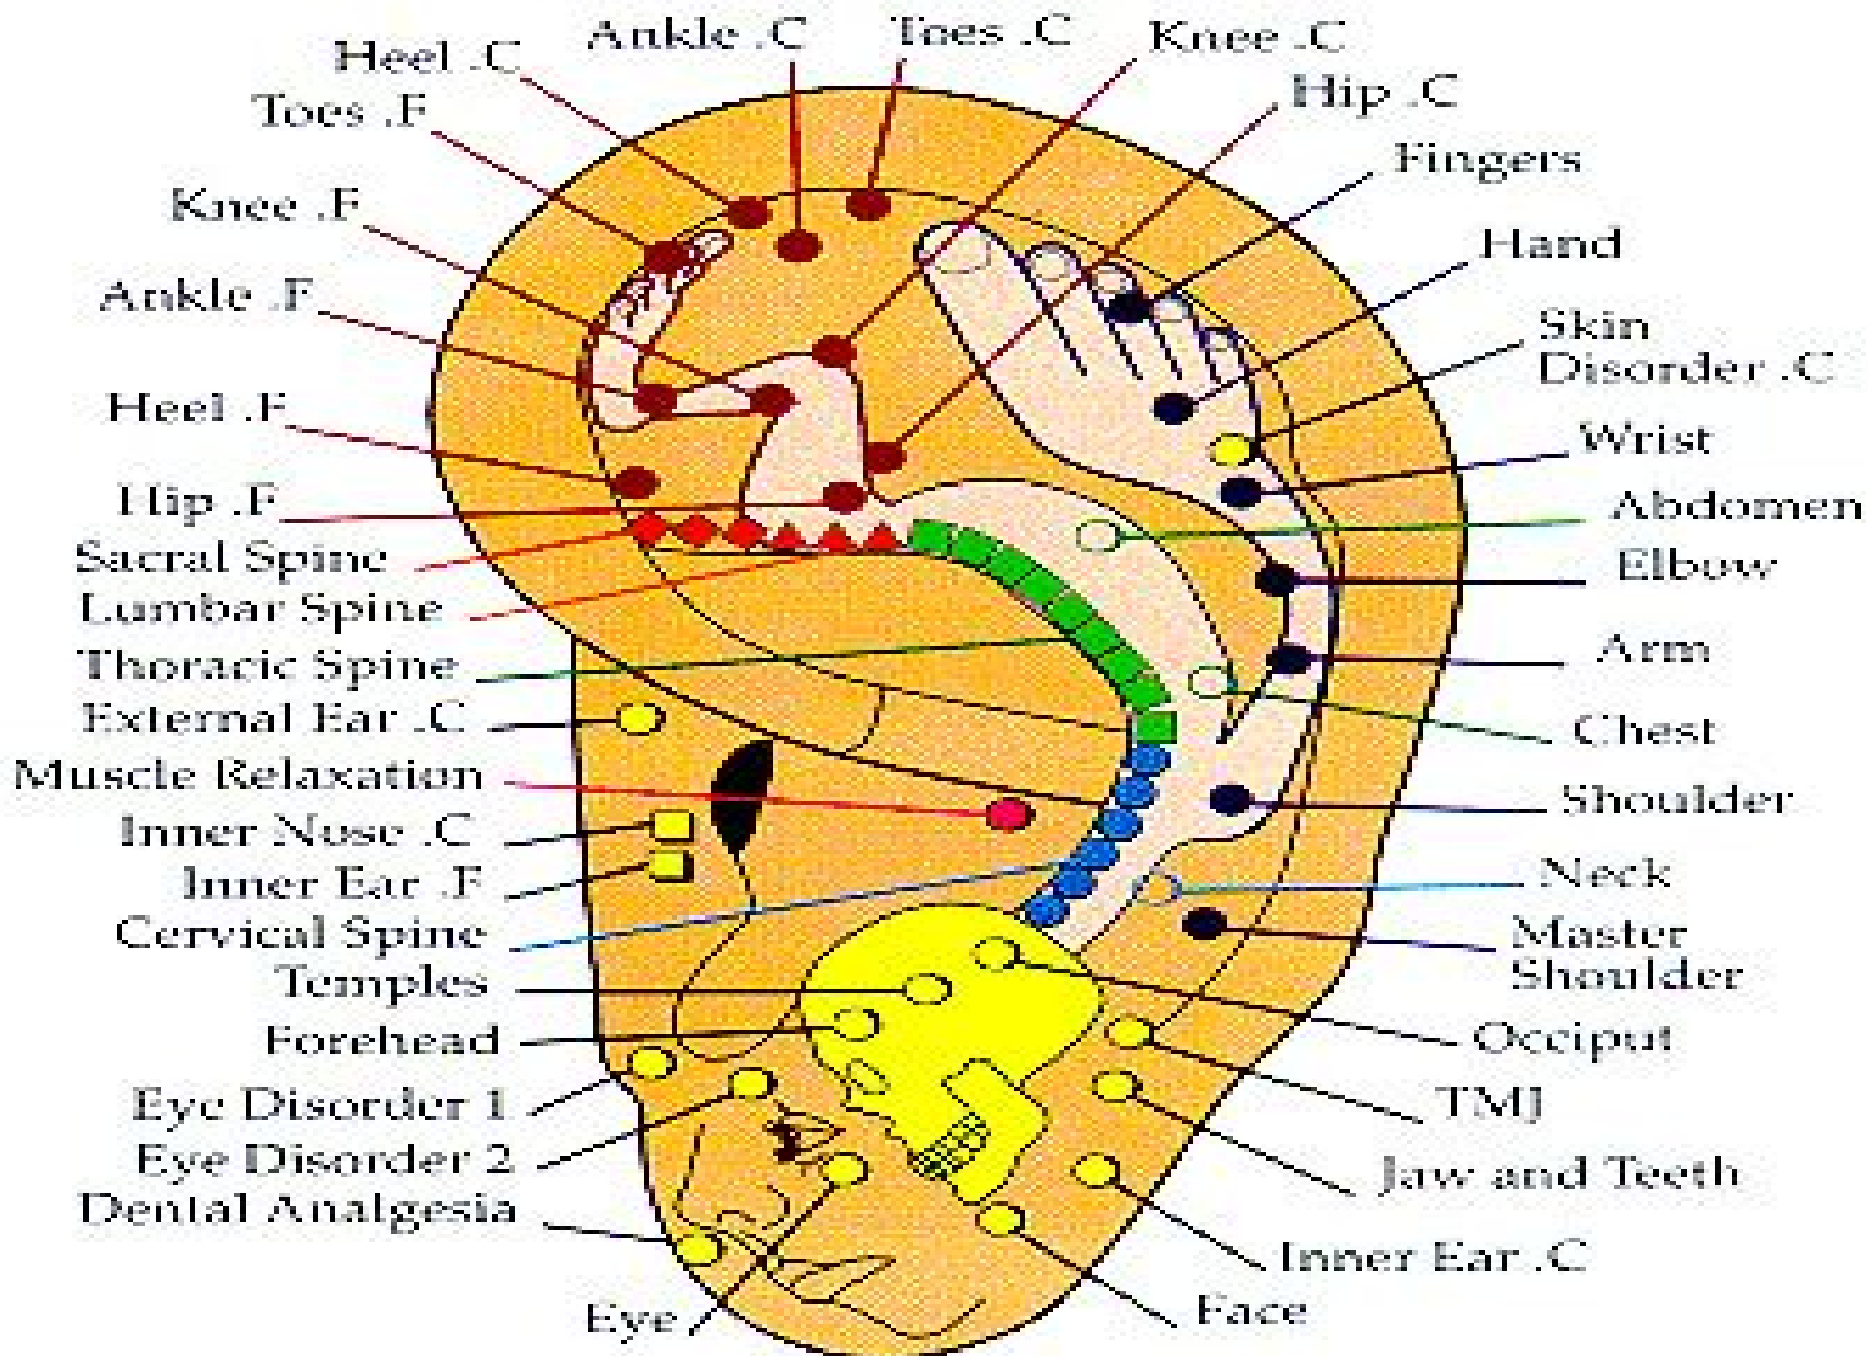 Ankle .C
Toes .C
Knee .C
Heel .C
Hip .C
Toes .F
Fingers
Knee .F
Hand
Ankle .F
Skin
Disorder .C
Heel .F
Wrist
Hip .F
Abdomen
Sacral Spine
Elbow
Lumbar Spine
Arm
Thoracic Spine
External Ear .C
Chest
Muscle Relaxation
Shoulder
Inner Nose .C
Inner Ear .F
Neck
Cervical Spine
Master
Shoulder
Temples
Forehead
Occiput
Eye Disorder 1
TMJ
Eye Disorder 2
Jaw and Teeth
Dental Analgesia
Inner Ear .C
Eye
Face